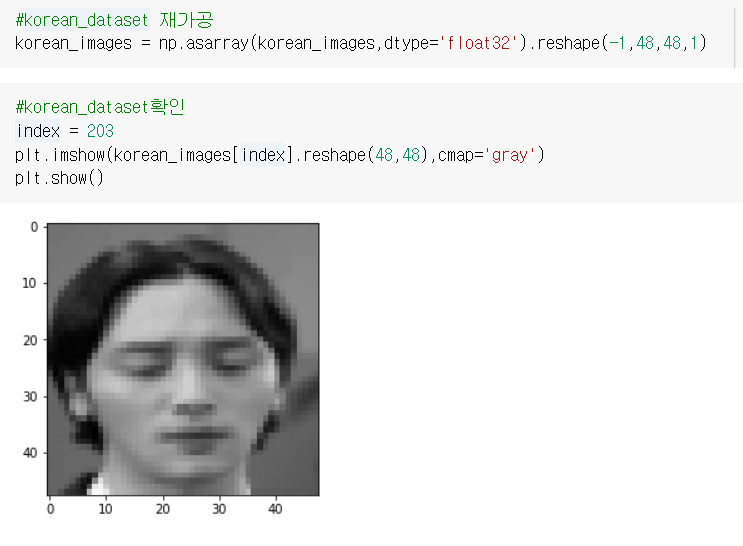 #korean_dataset 재가공
korean_images = np.asarray(korean_images,dtype='float32').reshape(-1,48,48,1)
#korean_dataset확인
index = 203
plt.imshow(korean_images[index].reshape(48,48),cmap='gray')
plt.show()
0
10
20
30
40
0 10 20 30 40